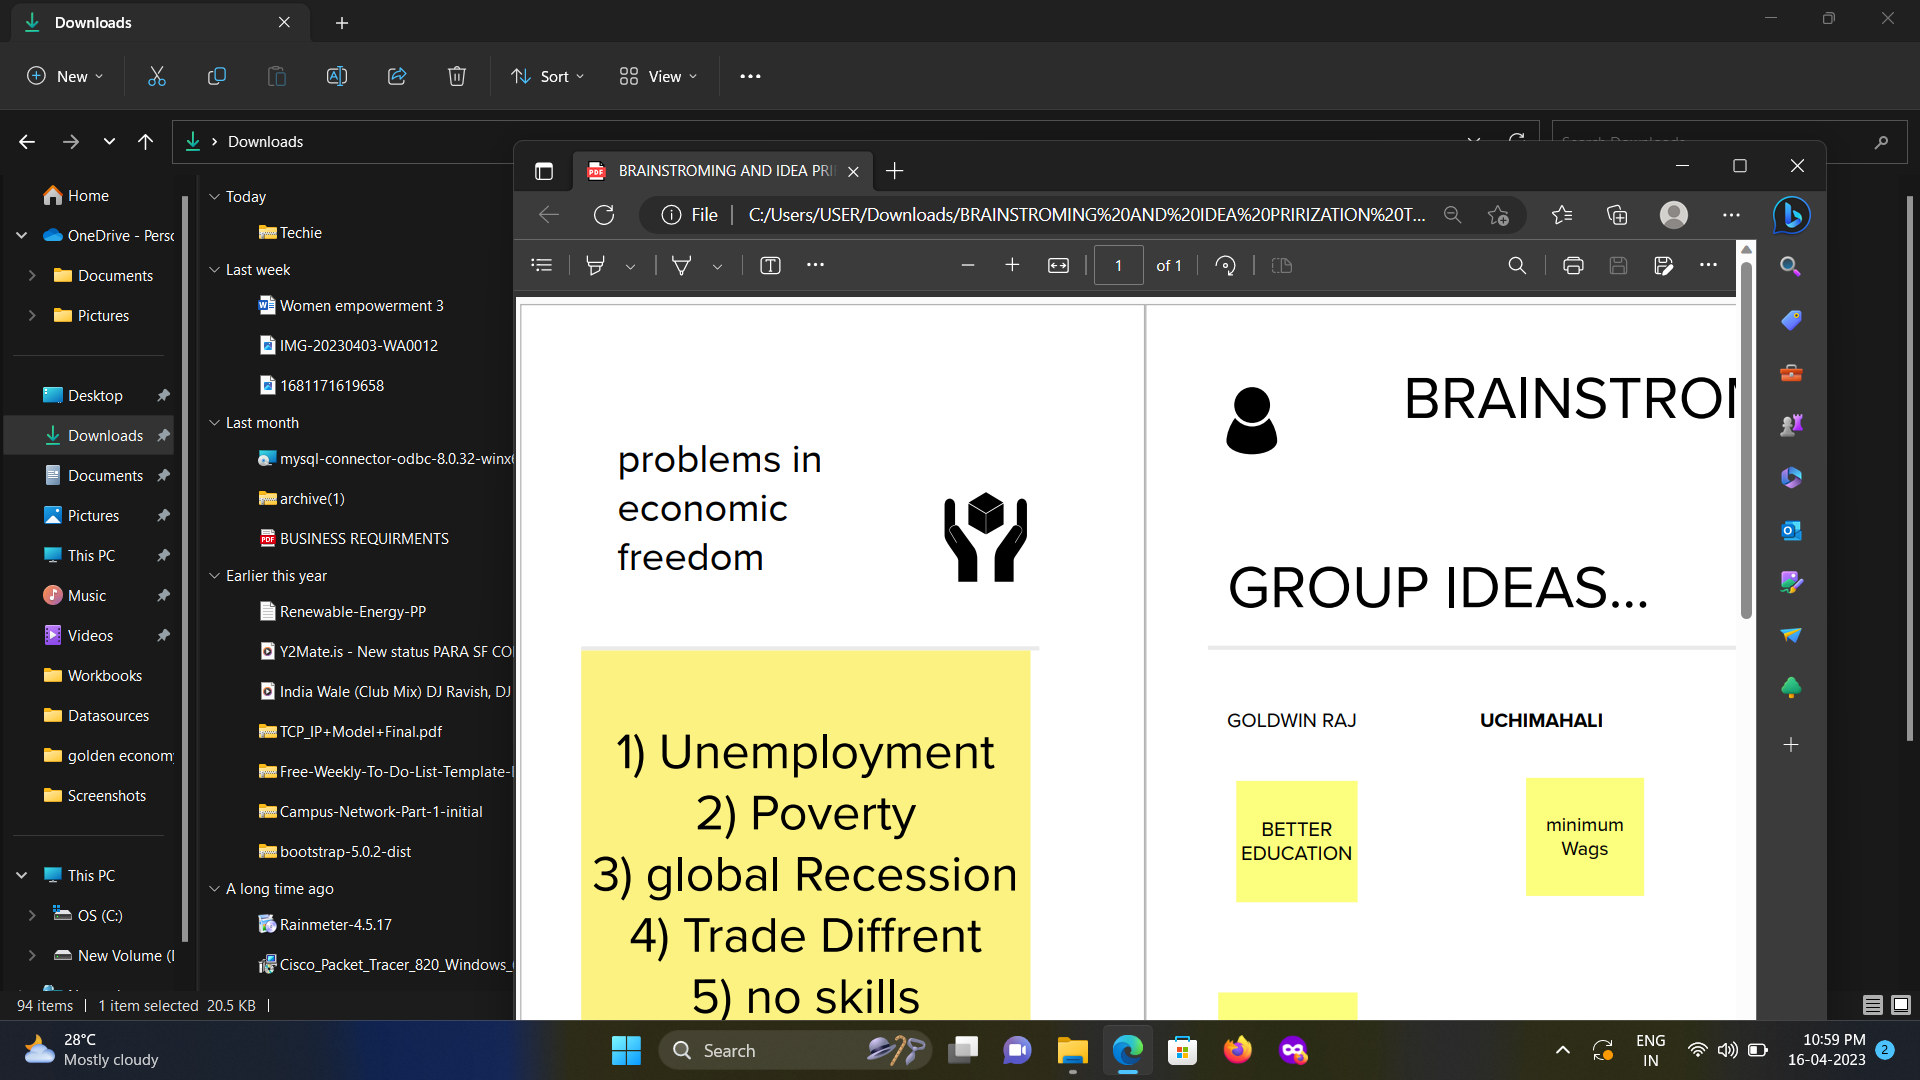 Downloads
New
Sort
View
Downloads
Home
OneDrive - Persc
Documents
Pictures
Desktop
Downloads
Documents
Pictures
This PC
Music
Videos
Workbooks
Datasources
golden econom
Screenshots
This PC
OS (C:)
New Volume (
Today
Techie
Last week
Women empowerment 3
IMG-20230403-WA0012
1681171619658
Last month
mysql-connector-odbc-8.0.32-winx
archive(1)
BUSINESS REQUIRMENTS
Earlier this year
Renewable-Energy-PP
Y2Mate.is - New status PARA SF CO
India Wale (Club Mix) DJ Ravish, DJ
TCP_IP+Model+Final.pdf
Free-Weekly-To-Do-List-Template-
Campus-Network-Part-1-initial
bootstrap-5.0.2-dist
A long time ago
Rainmeter-4.5.17
Cisco_Packet_Tracer_820_Windows_
94 items | 1 item selected 20.5 KB |
BRAINSTROMING AND IDEA PRI
File | C:/Users/USER/Downloads/BRAINSTROMING%20AND%20IDEA%20PRIRIZATION%20T...
1 of 1
problems in
economic
freedom
1) Unemployment
2) Poverty
3) global Recession
4) Trade Diffrent
5) no skills
BRAINSTROM
GROUP IDEAS...
GOLDWIN RAJ
UCHIMAHALI
BETTER
EDUCATION
minimum
Wags
28°C
Mostly cloudy
Search
ENG
IN
10:59 PM
16-04-2023
2